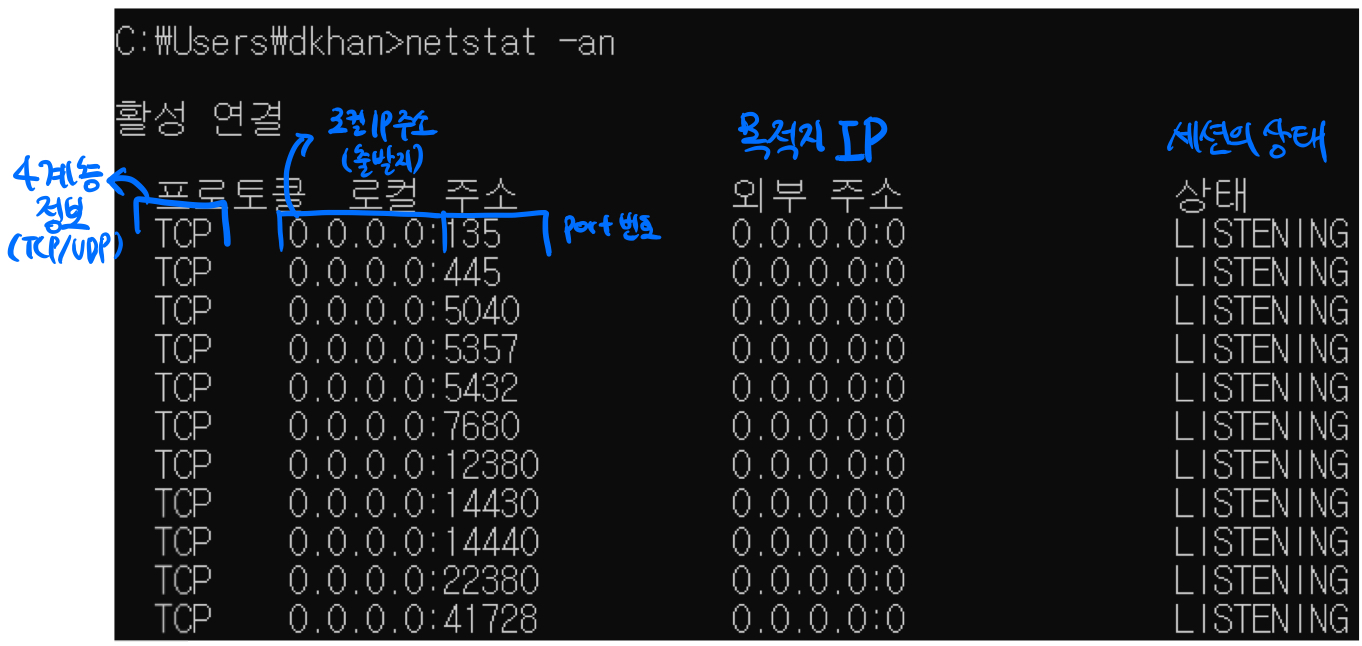 C:₩Users₩dkhan>netstat -an
활성 연결
로컬 IP 주소
(출발지)
목적지 IP
세션의 상태
4계층
정보
(TCP/UDP)
프로토콜 로컬 주소 외부 주소 상태
TCP 0.0.0.0:135 port 번호 0.0.0.0:0 LISTENING
TCP 0.0.0.0:445 0.0.0.0:0 LISTENING
TCP 0.0.0.0:5040 0.0.0.0:0 LISTENING
TCP 0.0.0.0:5357 0.0.0.0:0 LISTENING
TCP 0.0.0.0:5432 0.0.0.0:0 LISTENING
TCP 0.0.0.0:7680 0.0.0.0:0 LISTENING
TCP 0.0.0.0:12380 0.0.0.0:0 LISTENING
TCP 0.0.0.0:14430 0.0.0.0:0 LISTENING
TCP 0.0.0.0:14440 0.0.0.0:0 LISTENING
TCP 0.0.0.0:22380 0.0.0.0:0 LISTENING
TCP 0.0.0.0:41728 0.0.0.0:0 LISTENING